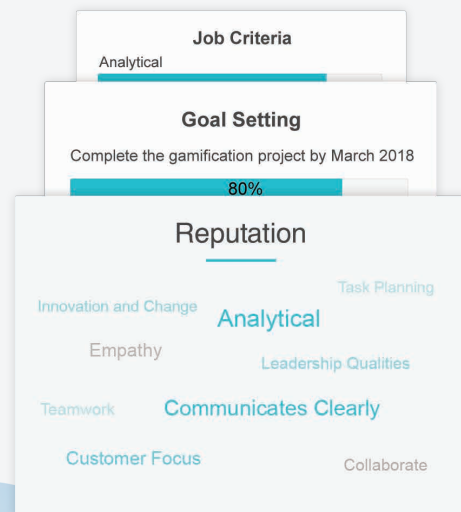 Job Criteria
Analytical
Goal Setting
Complete the gamification project by March 2018
80%
Reputation
Task Planning
Innovation and Change
Analytical
Empathy
Leadership Qualities
Teamwork
Communicates Clearly
Customer Focus
Collaborate